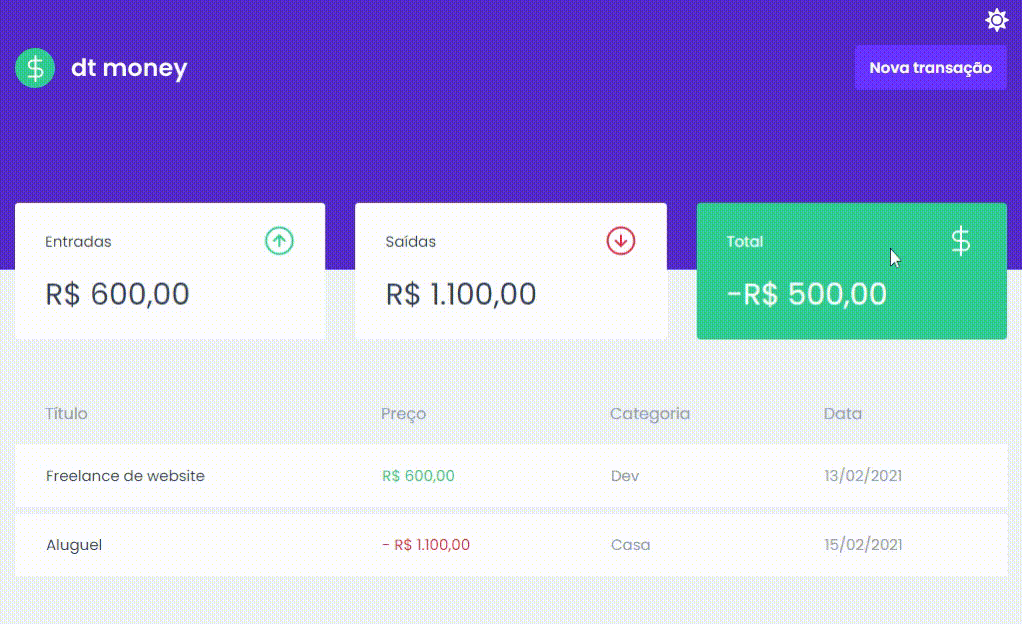 dt money
Nova transação
Entradas
R$ 600,00
Saídas
R$ 1.100,00
Total
-R$ 500,00
Título Preço Categoria Data
Freelance de website R$ 600,00 Dev 13/02/2021
Aluguel - R$ 1.100,00 Casa 15/02/2021